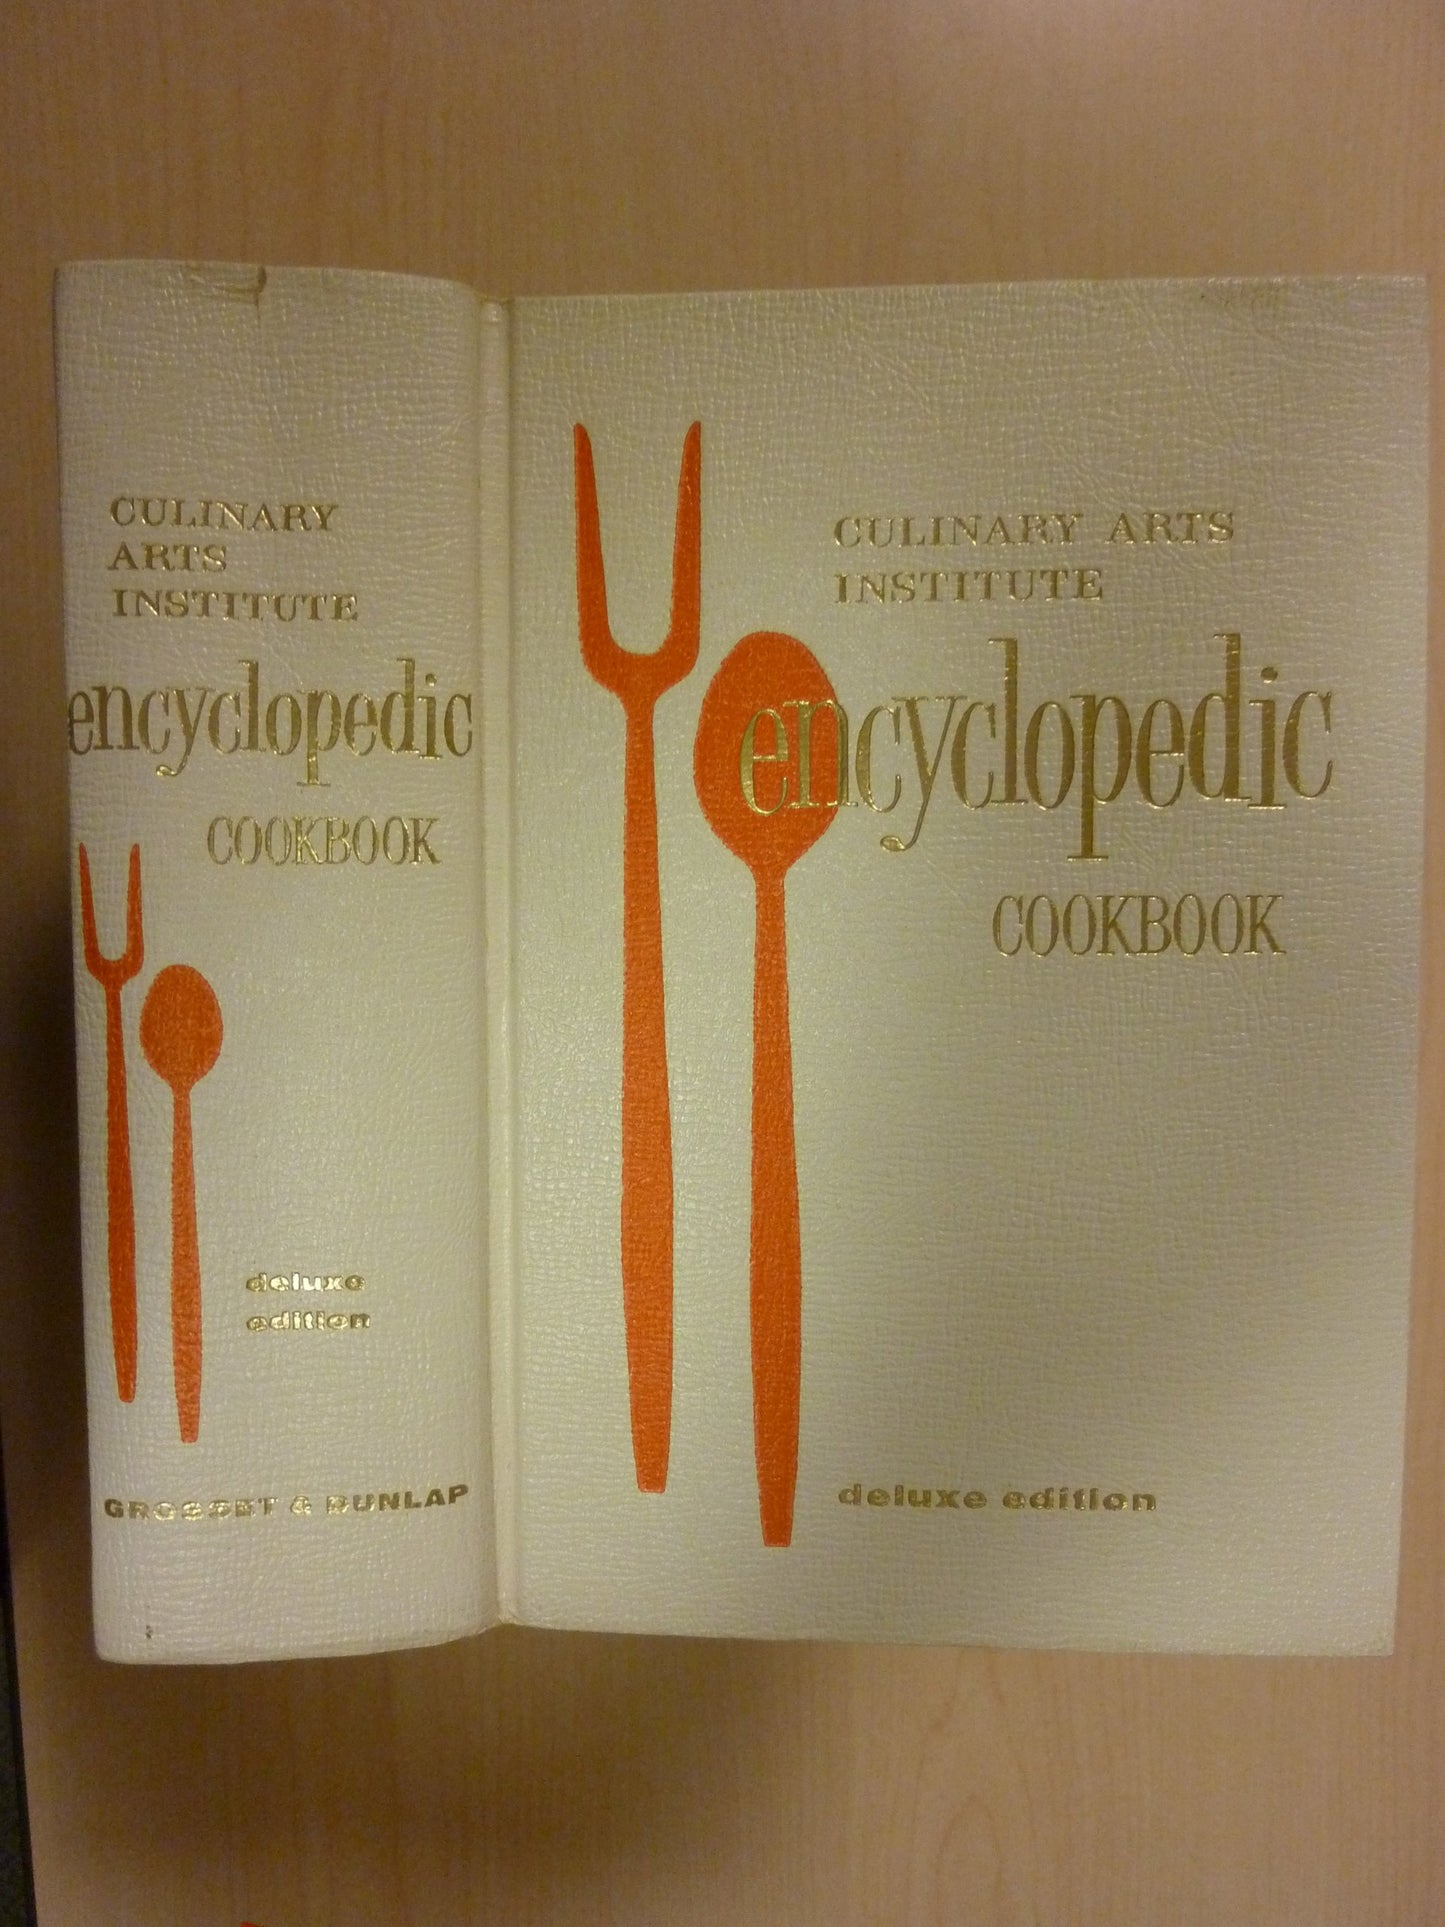 CULINARY
ARTS
INSTITUTE
encyclopedic
COOKBOOK
deluxe
edition
GROSSET & DUNLAP
CULINARY ARTS
INSTITUTE
encyclopedic
COOKBOOK
deluxe edition